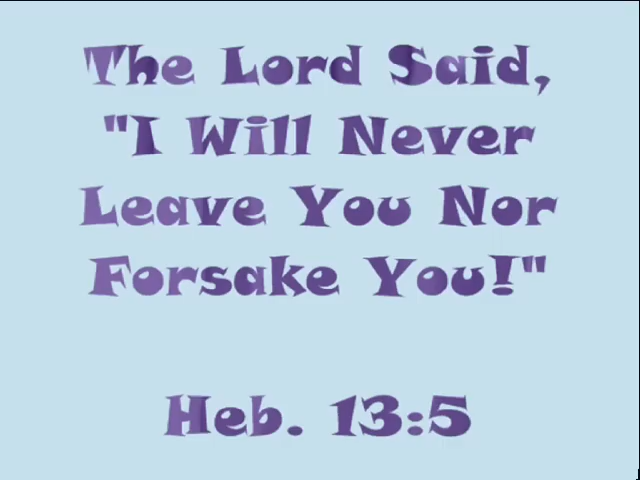 The Lord Said,
"I Will Never
Leave You Nor
Forsake You!"
Heb. 13:5